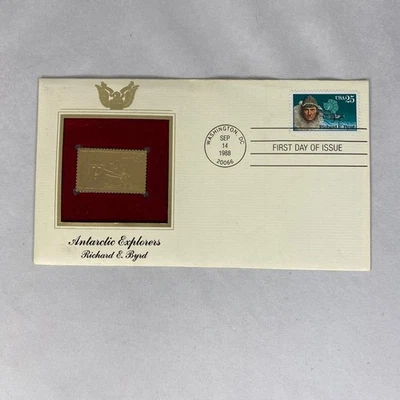 USA 25
WASHINGTON, DC
SEP
14
1988
20066
FIRST DAY OF ISSUE
Antarctic Explorers
Richard E. Byrd